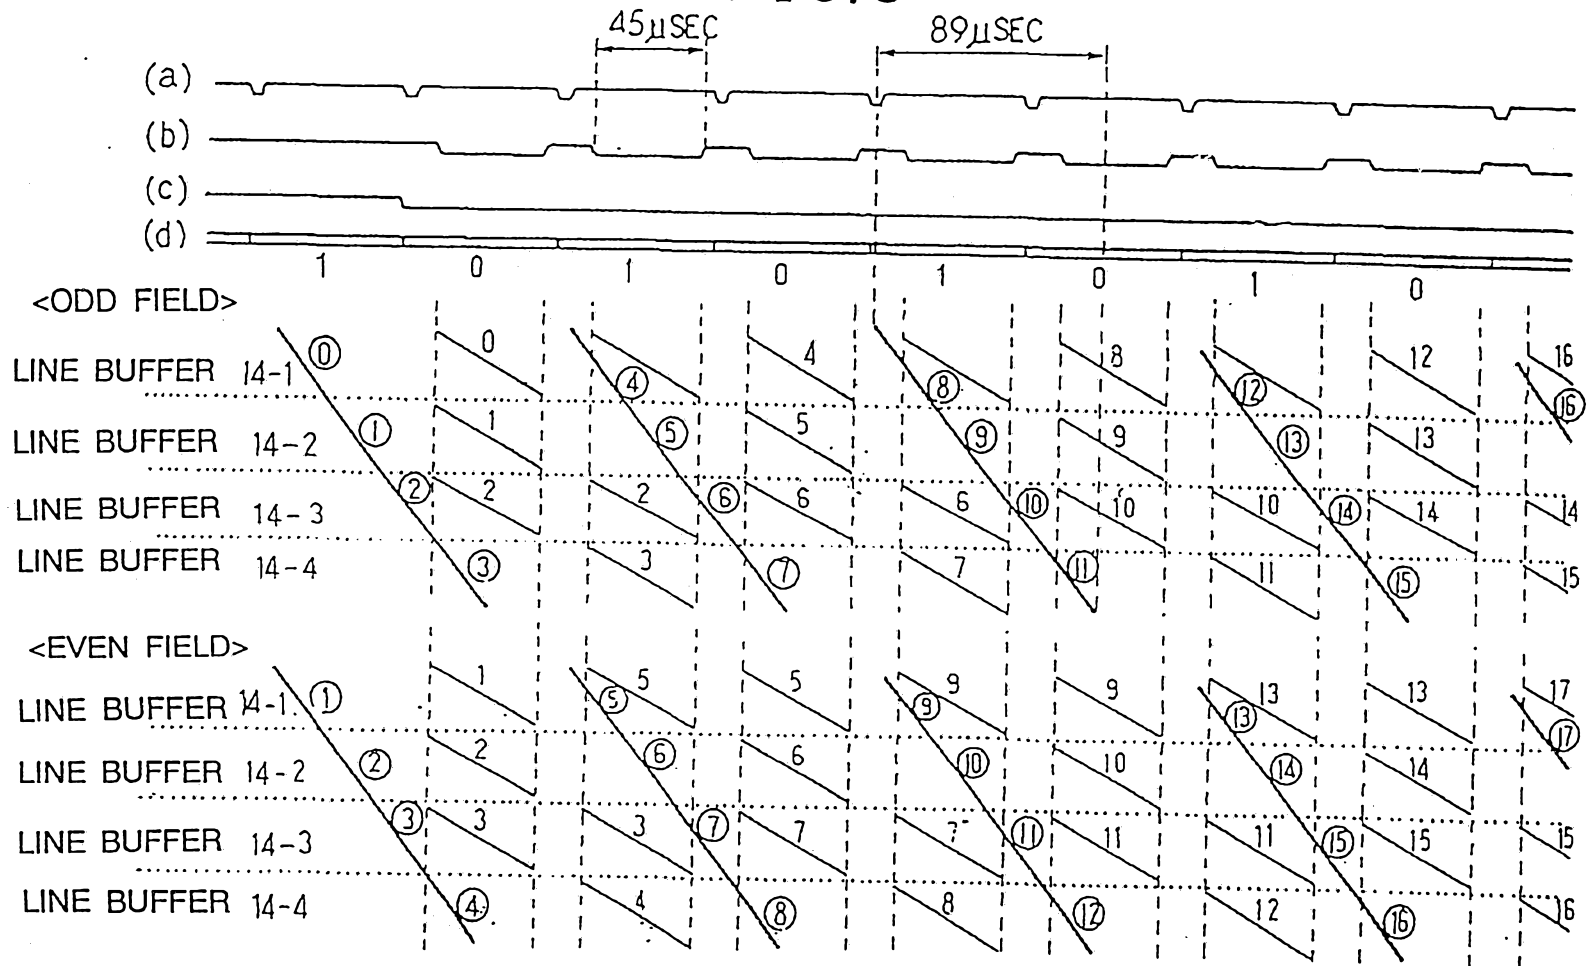 45µSEC 89µSEC
(a)
(b)
(c)
(d)
1 0 1 0 1 0 1 0
<ODD FIELD>
LINE BUFFER 14-1 ⓪ 0 ④ 4 ⑧ 8 ⑫ 12 16 ⑯
LINE BUFFER 14-2 ① 1 ⑤ 5 ⑨ 9 ⑬ 13
LINE BUFFER 14-3 ② 2 2 ⑥ 6 6 ⑩ 10 10 ⑭ 14 14
LINE BUFFER 14-4 ③ 3 ⑦ 7 ⑪ 11 ⑮ 15
<EVEN FIELD>
LINE BUFFER 14-1 ① 1 ⑤ 5 5 ⑨ 9 9 ⑬ 13 13 17 ⑰
LINE BUFFER 14-2 ② 2 ⑥ 6 ⑩ 10 ⑭ 14
LINE BUFFER 14-3 ③ 3 3 ⑦ 7 7 ⑪ 11 11 ⑮ 15 15
LINE BUFFER 14-4 ④ 4 ⑧ 8 ⑫ 12 ⑯ 16